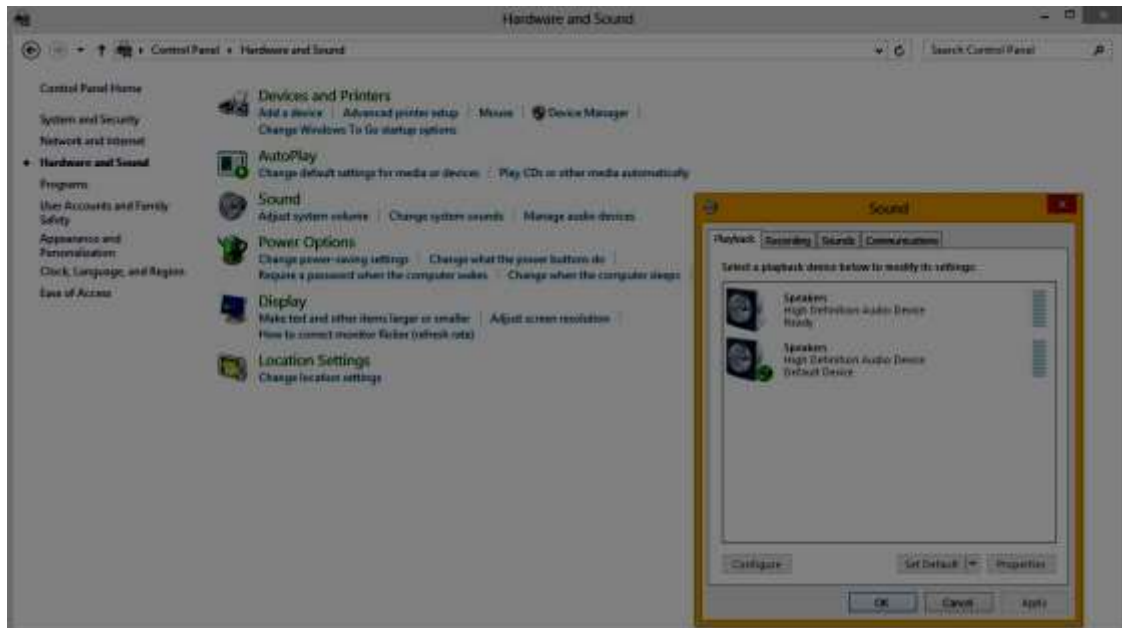 Hardware and Sound
Control Panel
Hardware and Sound
Search Control Panel
Control Panel Home
System and Security
Network and Internet
Hardware and Sound
Programs
User Accounts and Family
Safety
Appearance and
Personalization
Clock, Language, and Region
Ease of Access
Devices and Printers
Add a device
Advanced printer setup
Mouse
Device Manager
Change Windows To Go startup options
AutoPlay
Change default settings for media or devices
Play CDs or other media automatically
Sound
Adjust system volume
Change system sounds
Manage audio devices
Power Options
Change power-saving settings
Change what the power buttons do
Require a password when the computer wakes
Change when the computer sleeps
Display
Make text and other items larger or smaller
Adjust screen resolution
How to correct monitor flicker (refresh rate)
Location Settings
Change location settings
Sound
Playback
Recording
Sounds
Communications
Select a playback device below to modify its settings:
Speakers
High Definition Audio Device
Ready
Speakers
High Definition Audio Device
Default Device
Configure
Set Default
Properties
OK
Cancel
Apply